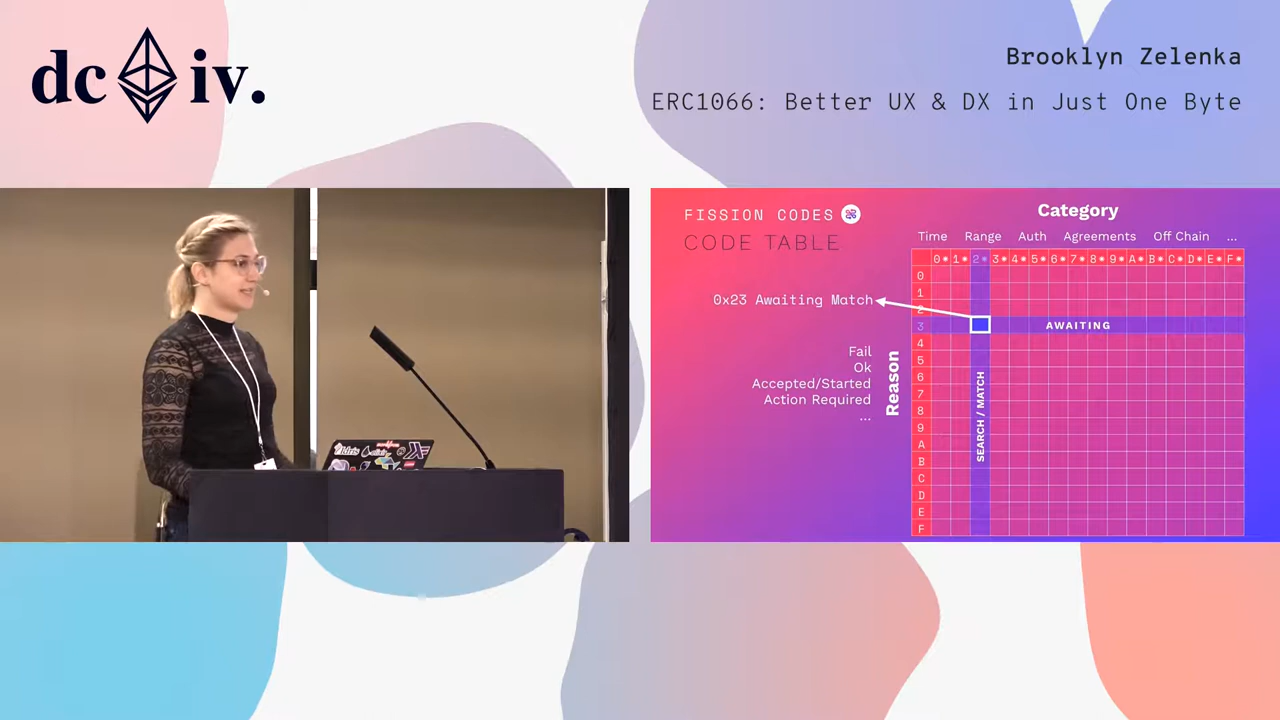 dc iv.
Brooklyn Zelenka
ERC1066: Better UX & DX in Just One Byte
FISSION CODES
CODE TABLE
Category
Time Range Auth Agreements Off Chain ...
0* 1* 2* 3* 4* 5* 6* 7* 8* 9* A* B* C* D* E* F*
0
1
2
3
4
5
6
7
8
9
A
B
C
D
E
F
0x23 Awaiting Match
AWAITING
SEARCH / MATCH
Reason
Fail
Ok
Accepted/Started
Action Required
...